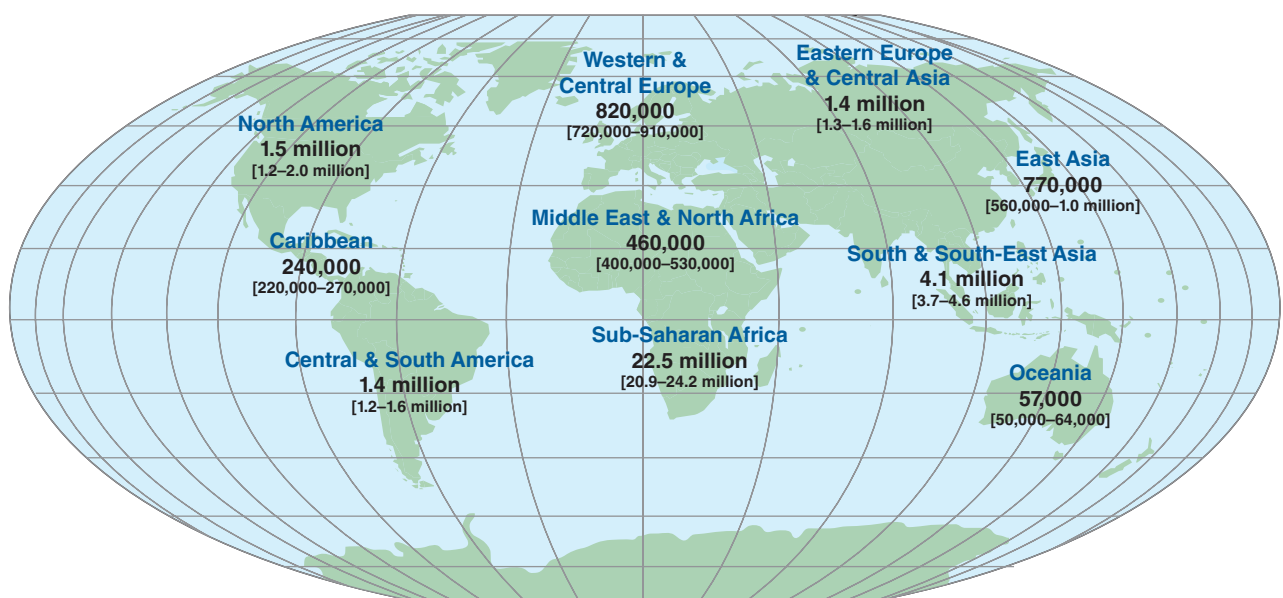 Western &
Central Europe
820,000
[720,000–910,000]
Eastern Europe
& Central Asia
1.4 million
[1.3–1.6 million]
North America
1.5 million
[1.2–2.0 million]
East Asia
770,000
[560,000–1.0 million]
Middle East & North Africa
460,000
[400,000–530,000]
Caribbean
240,000
[220,000–270,000]
South & South-East Asia
4.1 million
[3.7–4.6 million]
Sub-Saharan Africa
22.5 million
[20.9–24.2 million]
Central & South America
1.4 million
[1.2–1.6 million]
Oceania
57,000
[50,000–64,000]